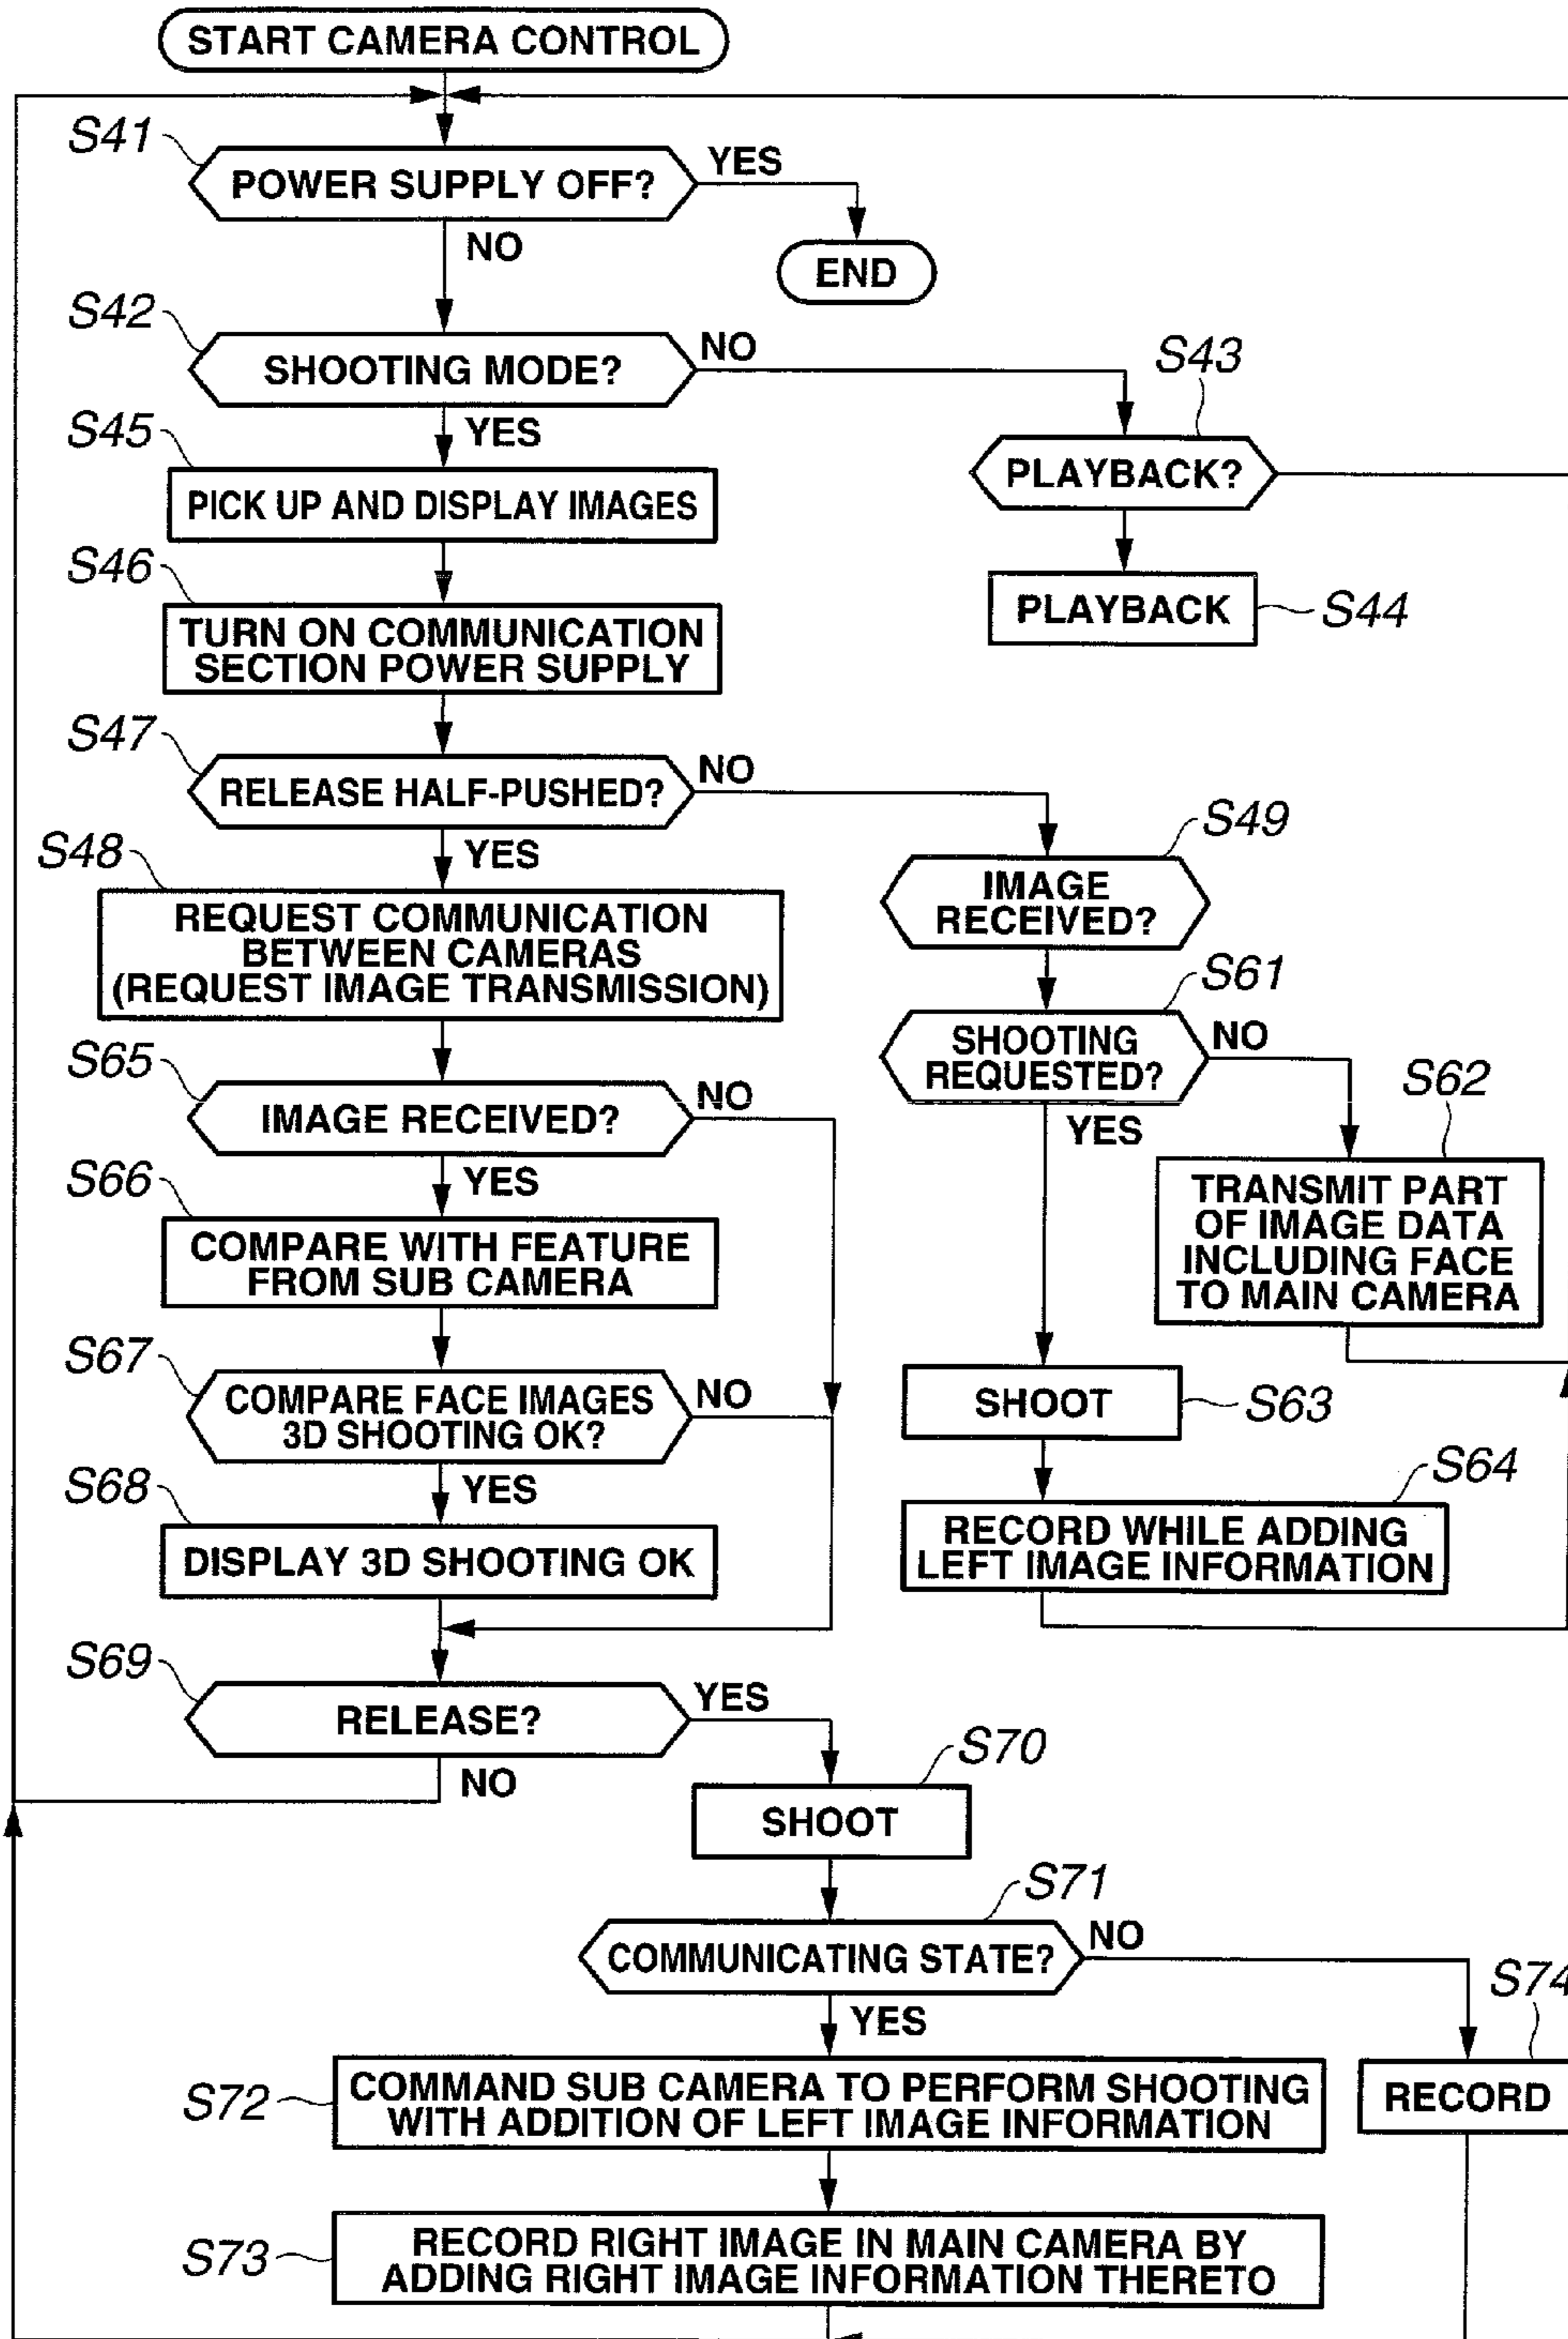 START CAMERA CONTROL
S41
POWER SUPPLY OFF?
YES
NO
END
S42
SHOOTING MODE?
NO
YES
S43
PLAYBACK?
S44
PLAYBACK
S45
PICK UP AND DISPLAY IMAGES
S46
TURN ON COMMUNICATION
SECTION POWER SUPPLY
S47
RELEASE HALF-PUSHED?
NO
YES
S48
REQUEST COMMUNICATION
BETWEEN CAMERAS
(REQUEST IMAGE TRANSMISSION)
S49
IMAGE
RECEIVED?
S61
SHOOTING
REQUESTED?
NO
YES
S62
TRANSMIT PART
OF IMAGE DATA
INCLUDING FACE
TO MAIN CAMERA
S63
SHOOT
S64
RECORD WHILE ADDING
LEFT IMAGE INFORMATION
S65
IMAGE RECEIVED?
NO
YES
S66
COMPARE WITH FEATURE
FROM SUB CAMERA
S67
COMPARE FACE IMAGES
3D SHOOTING OK?
NO
YES
S68
DISPLAY 3D SHOOTING OK
S69
RELEASE?
YES
NO
S70
SHOOT
S71
COMMUNICATING STATE?
NO
YES
S72
COMMAND SUB CAMERA TO PERFORM SHOOTING
WITH ADDITION OF LEFT IMAGE INFORMATION
S73
RECORD RIGHT IMAGE IN MAIN CAMERA BY
ADDING RIGHT IMAGE INFORMATION THERETO
S74
RECORD